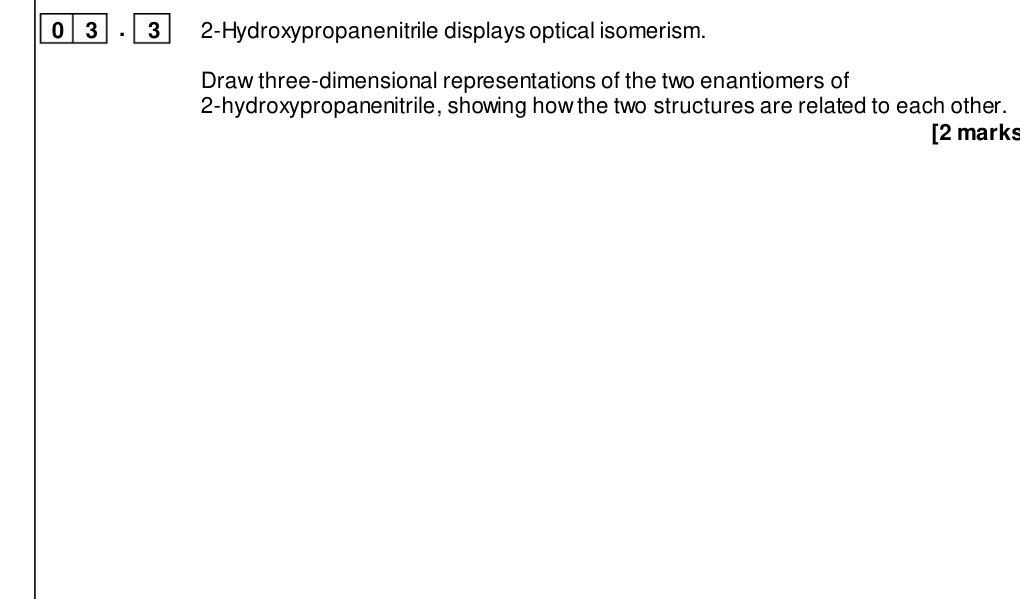 0 3 . 3 2-Hydroxypropanenitrile displays optical isomerism.
Draw three-dimensional representations of the two enantiomers of
2-hydroxypropanenitrile, showing how the two structures are related to each other.
[2 marks